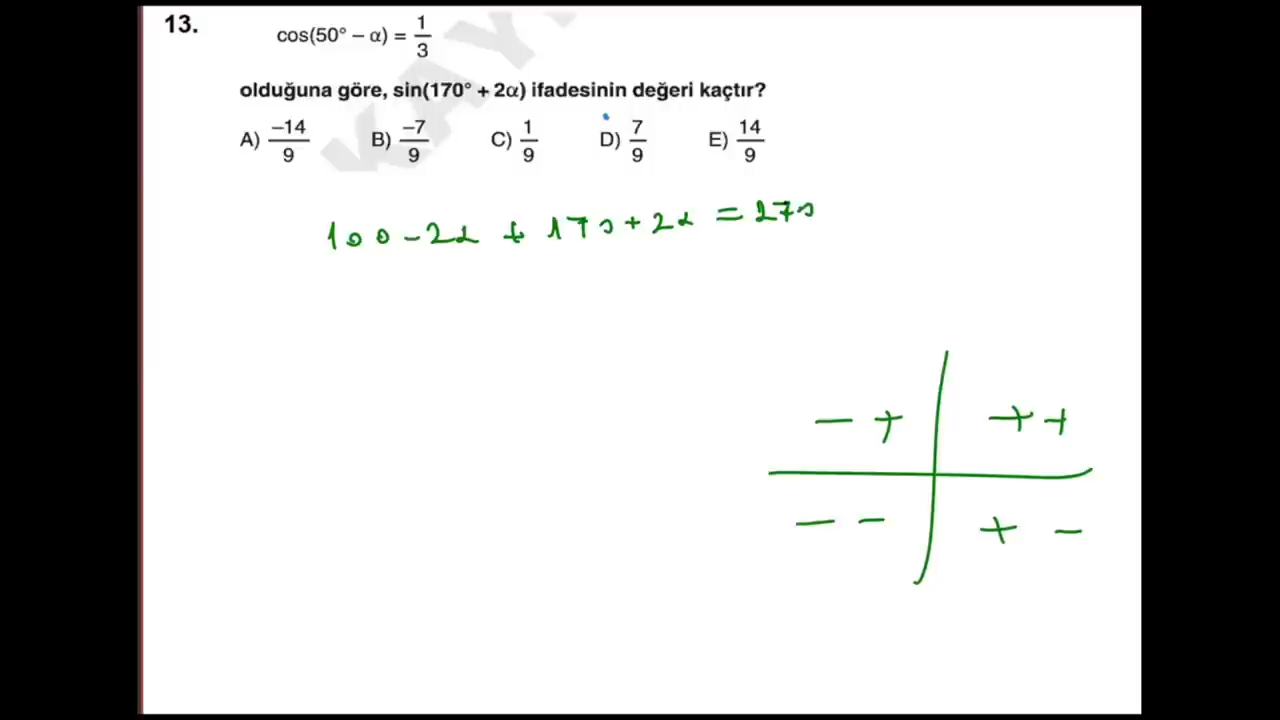 13.
cos(50° – α) = 1/3
olduğuna göre, sin(170° + 2α) ifadesinin değeri kaçtır?
A) –14/9 B) –7/9 C) 1/9 D) 7/9 E) 14/9
100 - 2α + 170 + 2α = 270
– + + +
– – + –